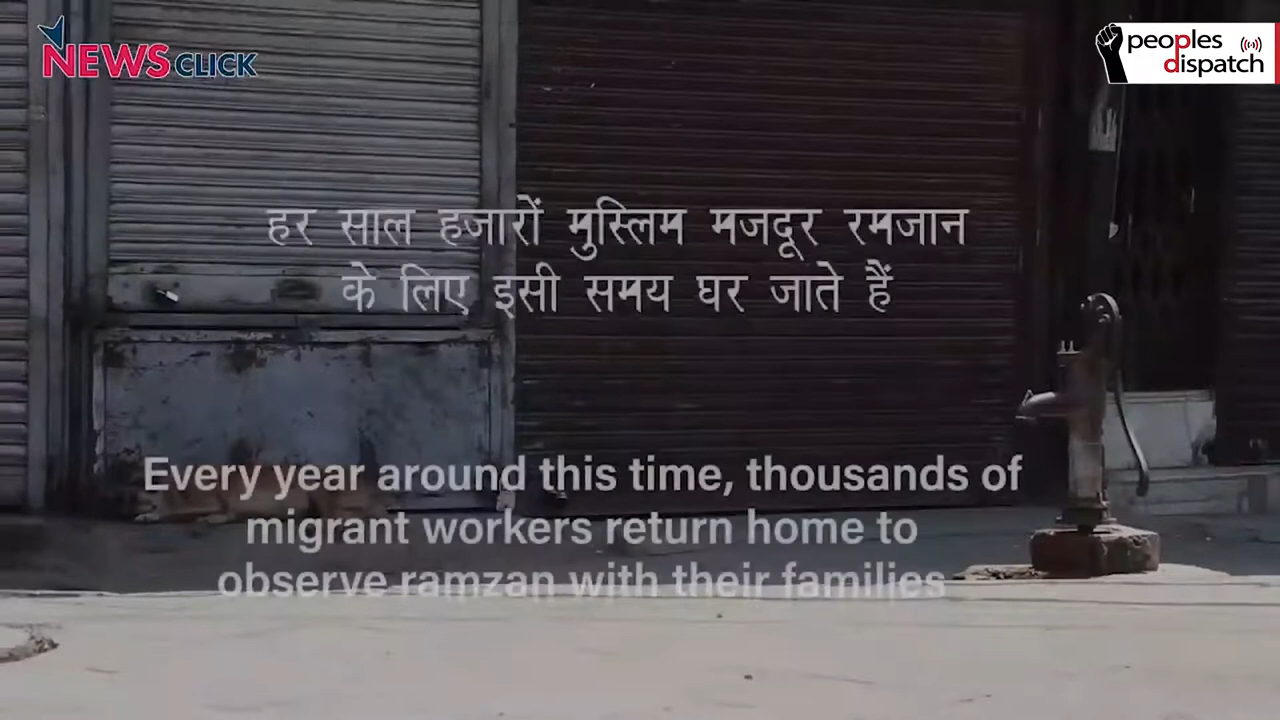 NEWSCLICK
peoples
dispatch
हर साल हजारों मुस्लिम मजदूर रमजान
के लिए इसी समय घर जाते हैं
Every year around this time, thousands of
migrant workers return home to
observe ramzan with their families